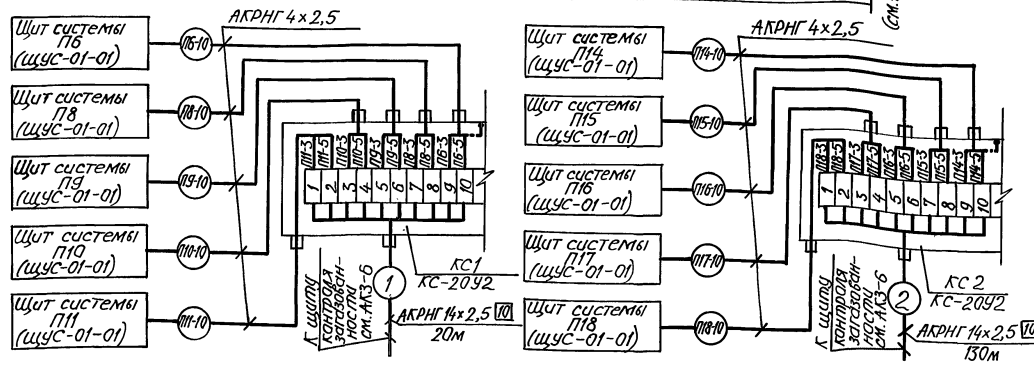 АКРНГ 4×2,5
Щит системы
П6
(ЩУС-01-01)
П6-10
Щит системы
П8
(ЩУС-01-01)
П8-10
Щит системы
П9
(ЩУС-01-01)
П9-10
Щит системы
П10
(ЩУС-01-01)
П10-10
Щит системы
П11
(ЩУС-01-01)
П11-10
П11-3 П11-5 П10-3 П10-5 П9-3 П9-5 П8-3 П8-5 П6-3 П6-5
1 2 3 4 5 6 7 8 9 10
К щиту
контроля
загазован-
ности
см. АК3-6
1
КС1
КС-20У2
АКРНГ 14×2,5 10
20м
(см.
АКРНГ 4×2,5
Щит системы
П14
(ЩУС-01-01)
П14-10
Щит системы
П15
(ЩУС-01-01)
П15-10
Щит системы
П16
(ЩУС-01-01)
П16-10
Щит системы
П17
(ЩУС-01-01)
П17-10
Щит системы
П18
(ЩУС-01-01)
П18-10
П18-3 П18-5 П17-3 П17-5 П16-3 П16-5 П15-3 П15-5 П14-3 П14-5
1 2 3 4 5 6 7 8 9 10
К щиту
контроля
загазован-
ности
см. АК3-6
2
КС2
КС-20У2
АКРНГ 14×2,5 10
130м